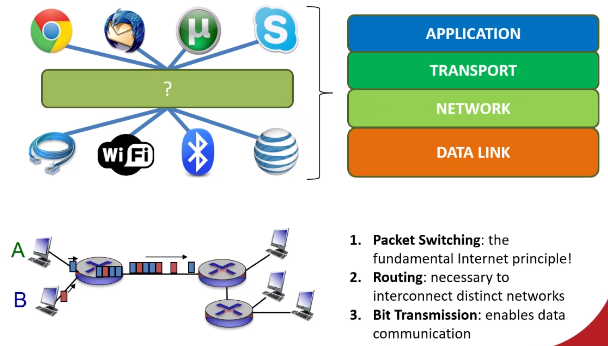 ?
Wi Fi
APPLICATION
TRANSPORT
NETWORK
DATA LINK
A
B
1. Packet Switching: the
fundamental Internet principle!
2. Routing: necessary to
interconnect distinct networks
3. Bit Transmission: enables data
communication